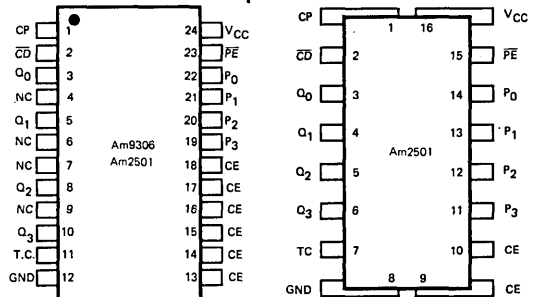 CP 1 24 VCC
CD 2 23 PE
Q0 3 22 P0
NC 4 21 P1
Q1 5 20 P2
NC 6 19 P3
Am9306
Am2501
NC 7 18 CE
Q2 8 17 CE
NC 9 16 CE
Q3 10 15 CE
T.C. 11 14 CE
GND 12 13 CE
CP 1 16 VCC
CD 2 15 PE
Q0 3 14 P0
Q1 4 13 P1
Am2501
Q2 5 12 P2
Q3 6 11 P3
TC 7 10 CE
GND 8 9 CE